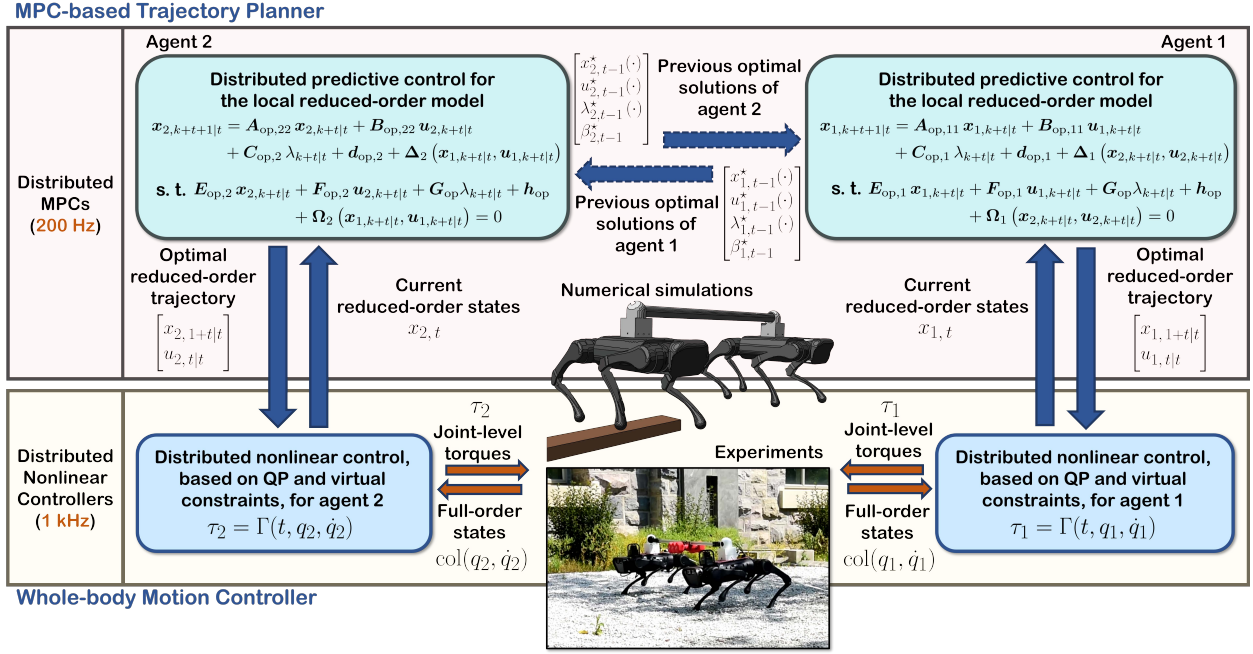 MPC-based Trajectory Planner
Distributed
MPCs
(200 Hz)
Agent 2
Distributed predictive control for
the local reduced-order model
x_{2,k+t+1|t} = A_{op,22} x_{2,k+t|t} + B_{op,22} u_{2,k+t|t}
+ C_{op,2} λ_{k+t|t} + d_{op,2} + Δ_2 (x_{1,k+t|t}, u_{1,k+t|t})
s. t. E_{op,2} x_{2,k+t|t} + F_{op,2} u_{2,k+t|t} + G_{op} λ_{k+t|t} + h_{op}
+ Ω_2 (x_{1,k+t|t}, u_{1,k+t|t}) = 0
[x^⋆_{2,t−1}(·)
u^⋆_{2,t−1}(·)
λ^⋆_{2,t−1}(·)
β^⋆_{2,t−1}]
Previous optimal
solutions of
agent 2
Previous optimal
solutions of
agent 1
[x^⋆_{1,t−1}(·)
u^⋆_{1,t−1}(·)
λ^⋆_{1,t−1}(·)
β^⋆_{1,t−1}]
Agent 1
Distributed predictive control for
the local reduced-order model
x_{1,k+t+1|t} = A_{op,11} x_{1,k+t|t} + B_{op,11} u_{1,k+t|t}
+ C_{op,1} λ_{k+t|t} + d_{op,1} + Δ_1 (x_{2,k+t|t}, u_{2,k+t|t})
s. t. E_{op,1} x_{1,k+t|t} + F_{op,1} u_{1,k+t|t} + G_{op} λ_{k+t|t} + h_{op}
+ Ω_1 (x_{2,k+t|t}, u_{2,k+t|t}) = 0
Optimal
reduced-order
trajectory
[x_{2,1+t|t}
u_{2,t|t}]
Current
reduced-order states
x_{2,t}
Numerical simulations
Current
reduced-order states
x_{1,t}
Optimal
reduced-order
trajectory
[x_{1,1+t|t}
u_{1,t|t}]
Distributed
Nonlinear
Controllers
(1 kHz)
Distributed nonlinear control,
based on QP and virtual
constraints, for agent 2
τ_2 = Γ(t, q_2, q̇_2)
τ_2
Joint-level
torques
Full-order
states
col(q_2, q̇_2)
Experiments
τ_1
Joint-level
torques
Full-order
states
col(q_1, q̇_1)
Distributed nonlinear control,
based on QP and virtual
constraints, for agent 1
τ_1 = Γ(t, q_1, q̇_1)
Whole-body Motion Controller